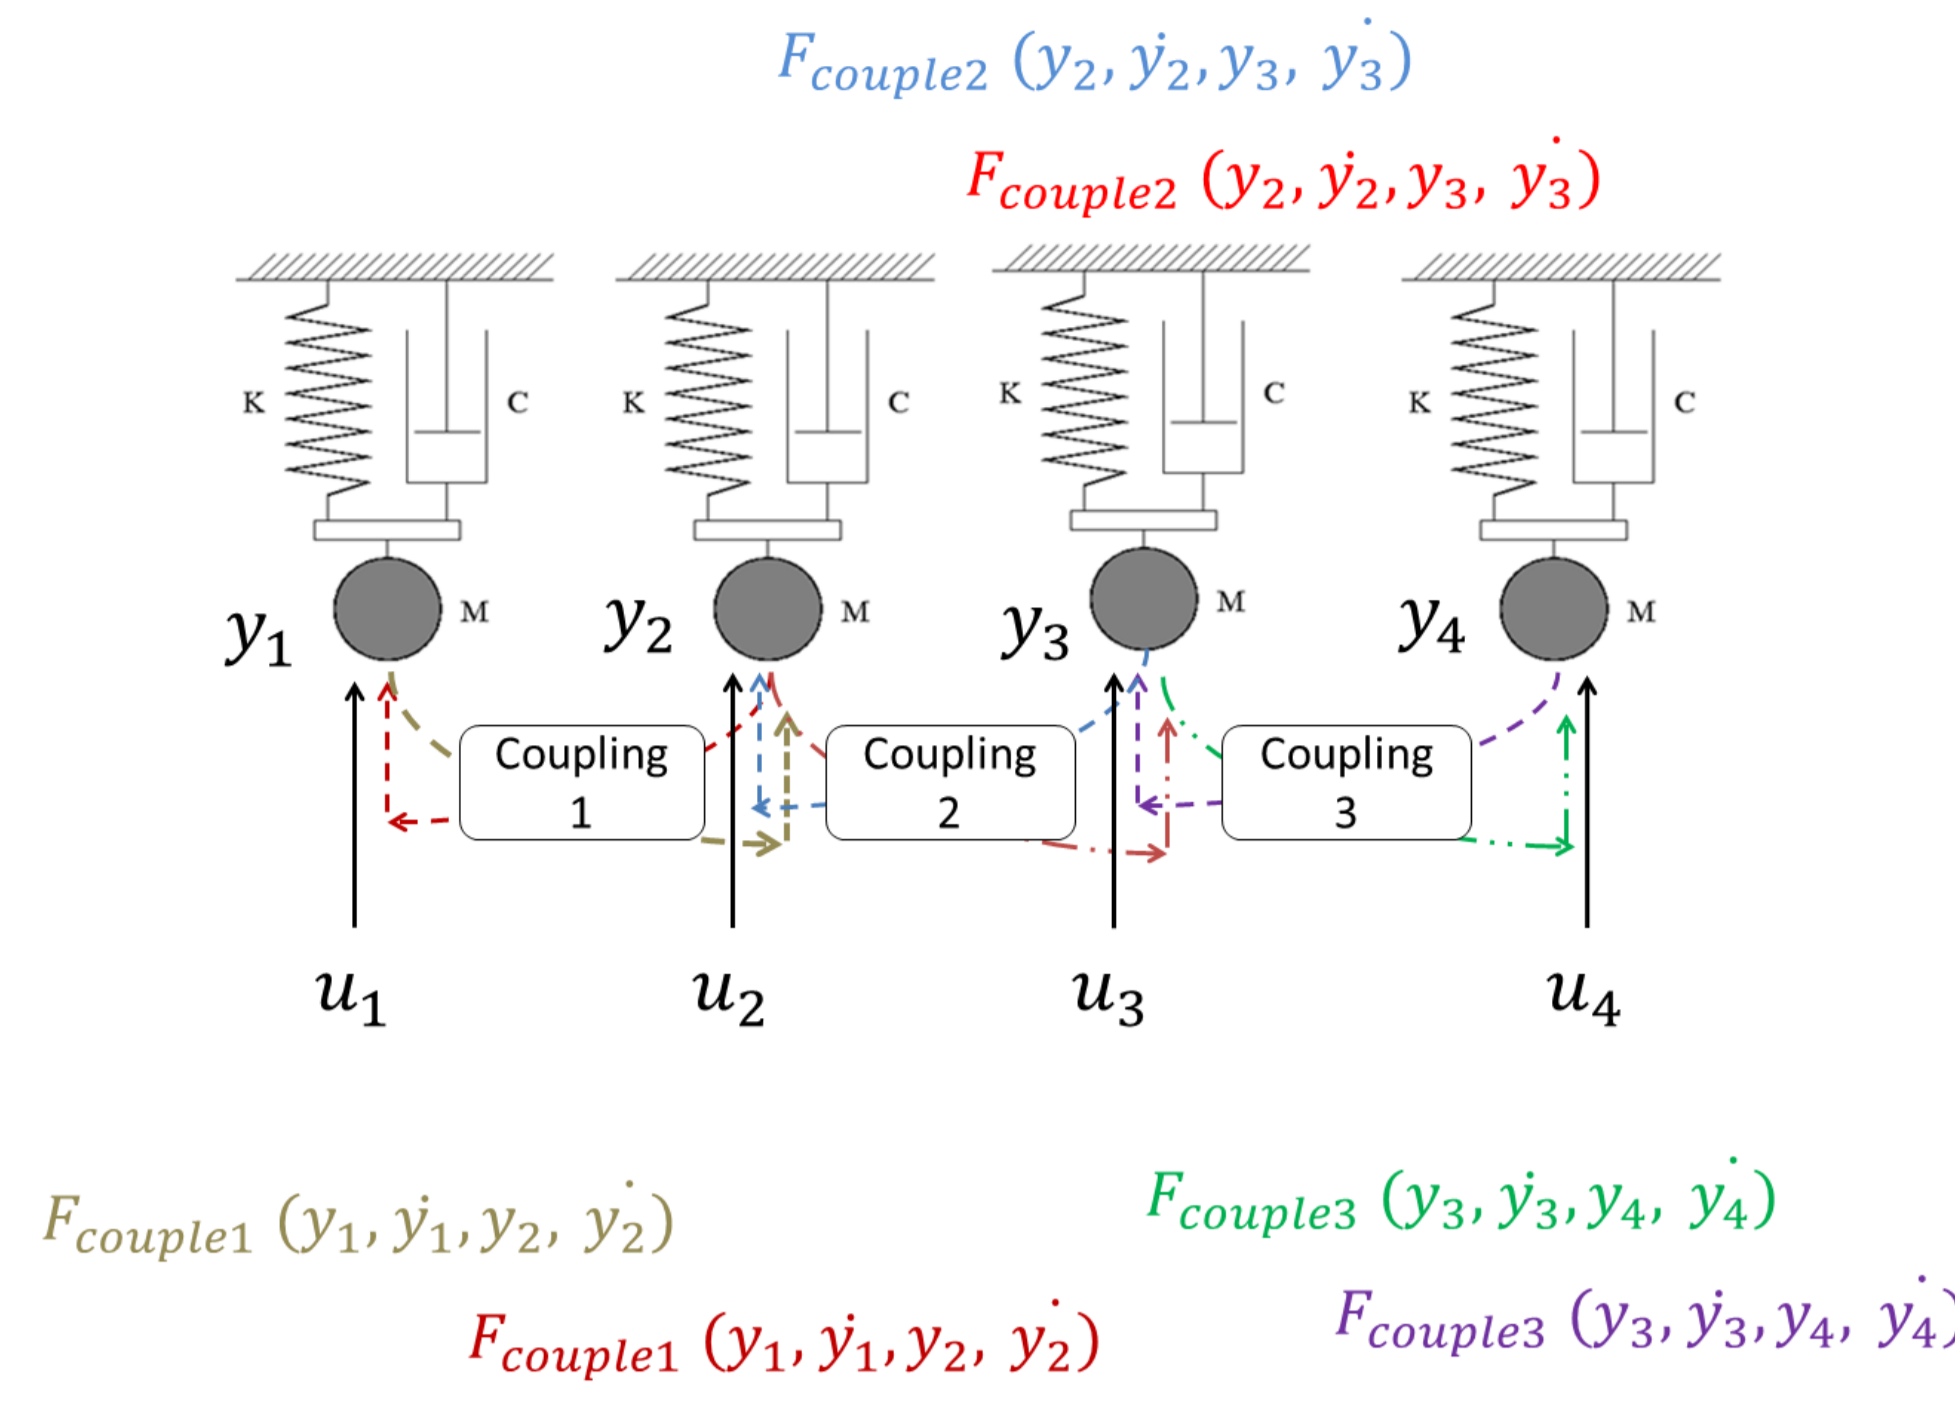 F_couple2 (y_2, ẏ_2, y_3, ẏ_3)
F_couple2 (y_2, ẏ_2, y_3, ẏ_3)
K C K C K C K C
y_1 M y_2 M y_3 M y_4 M
Coupling 1
Coupling 2
Coupling 3
u_1 u_2 u_3 u_4
F_couple1 (y_1, ẏ_1, y_2, ẏ_2)
F_couple3 (y_3, ẏ_3, y_4, ẏ_4)
F_couple1 (y_1, ẏ_1, y_2, ẏ_2)
F_couple3 (y_3, ẏ_3, y_4, ẏ_4)